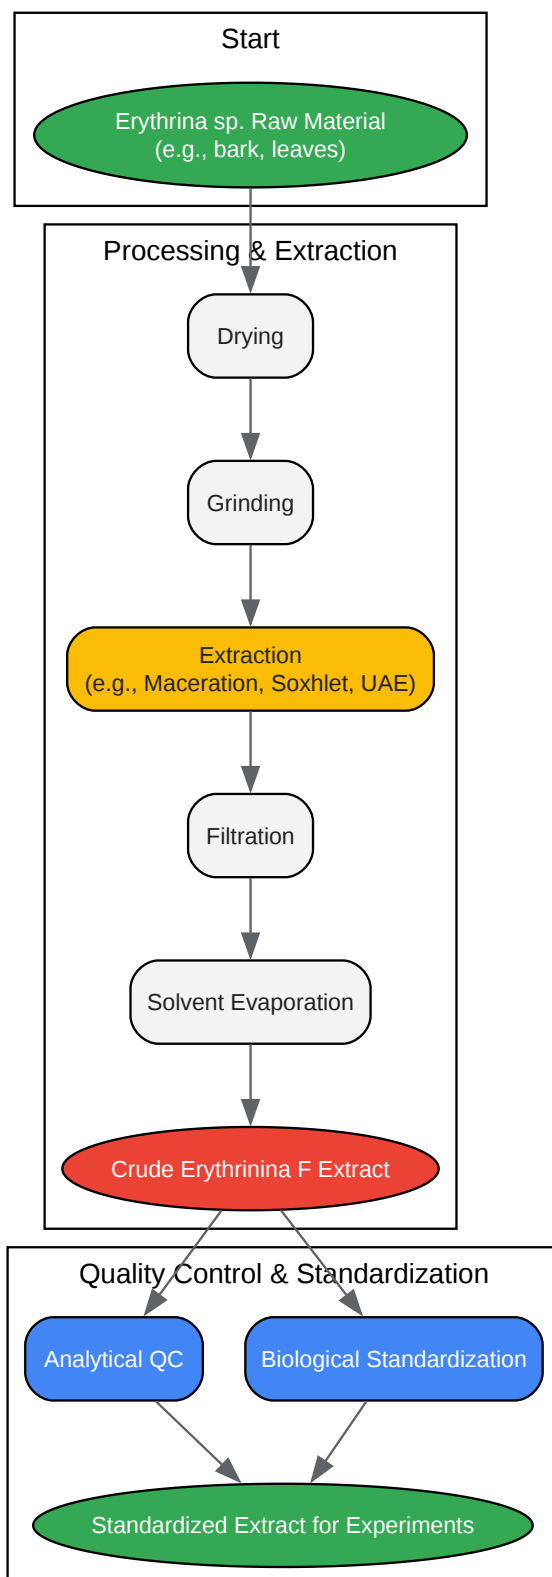 Start
Erythrina sp. Raw Material
(e.g., bark, leaves)
Processing & Extraction
Drying
Grinding
Extraction
(e.g., Maceration, Soxhlet, UAE)
Filtration
Solvent Evaporation
Crude Erythrinina F Extract
Quality Control & Standardization
Analytical QC
Biological Standardization
Standardized Extract for Experiments